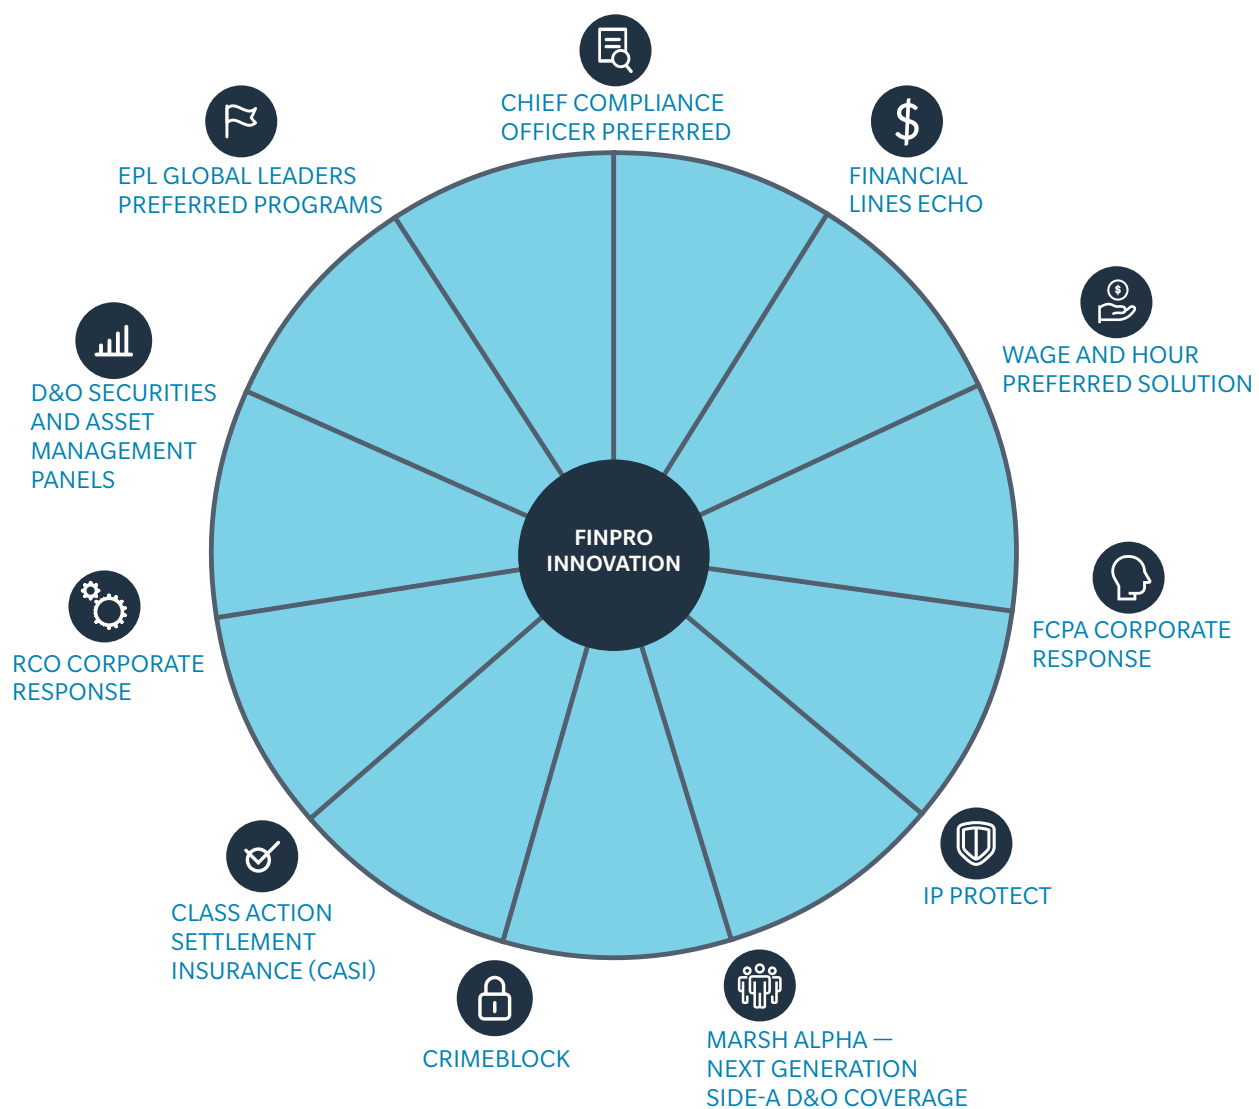 CHIEF COMPLIANCE
OFFICER PREFERRED
$
FINANCIAL
LINES ECHO
$
WAGE AND HOUR
PREFERRED SOLUTION
FCPA CORPORATE
RESPONSE
IP PROTECT
MARSH ALPHA —
NEXT GENERATION
SIDE-A D&O COVERAGE
CRIMEBLOCK
CLASS ACTION
SETTLEMENT
INSURANCE (CASI)
RCO CORPORATE
RESPONSE
D&O SECURITIES
AND ASSET
MANAGEMENT
PANELS
EPL GLOBAL LEADERS
PREFERRED PROGRAMS
FINPRO
INNOVATION